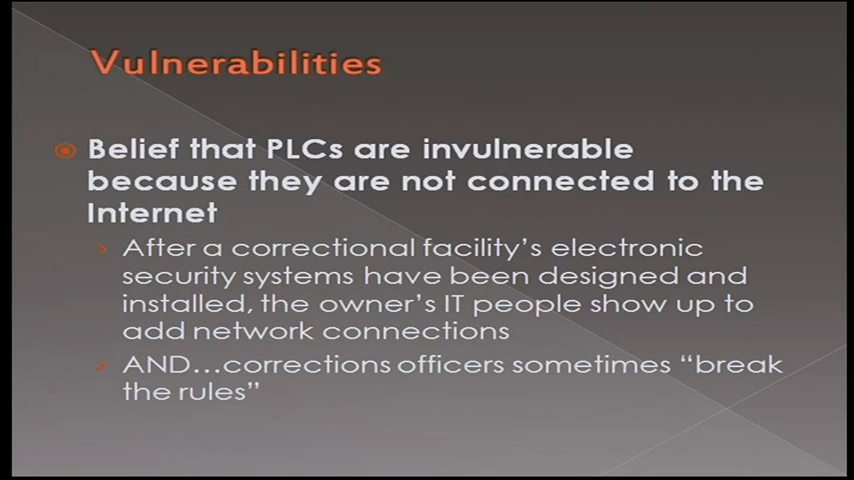 Vulnerabilities
Belief that PLCs are invulnerable
because they are not connected to the
Internet
After a correctional facility's electronic
security systems have been designed and
installed, the owner's IT people show up to
add network connections
AND...corrections officers sometimes "break
the rules"